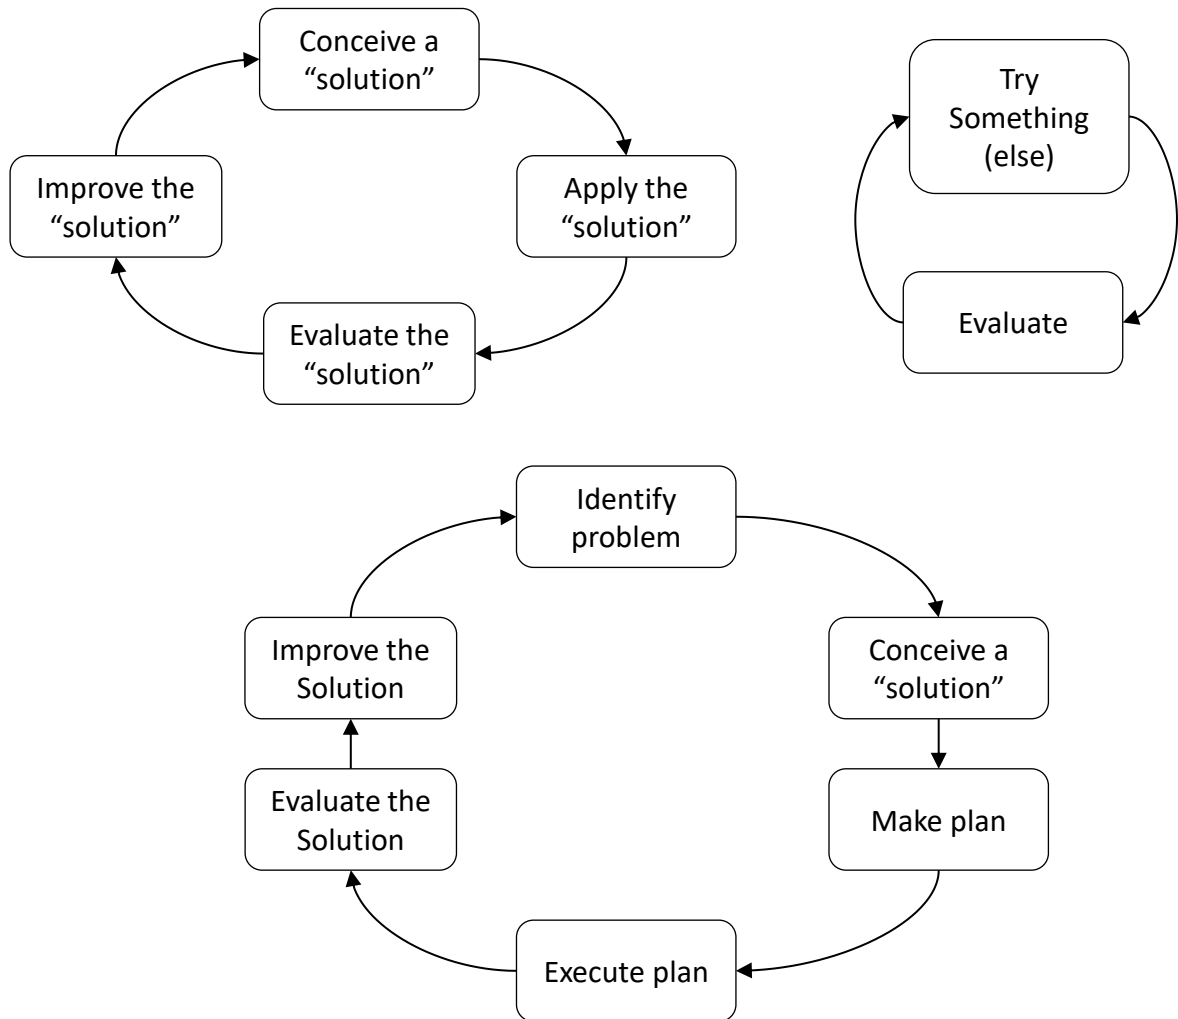 Conceive a
“solution”
Apply the
“solution”
Evaluate the
“solution”
Improve the
“solution”
Try
Something
(else)
Evaluate
Identify
problem
Conceive a
“solution”
Make plan
Execute plan
Evaluate the
Solution
Improve the
Solution